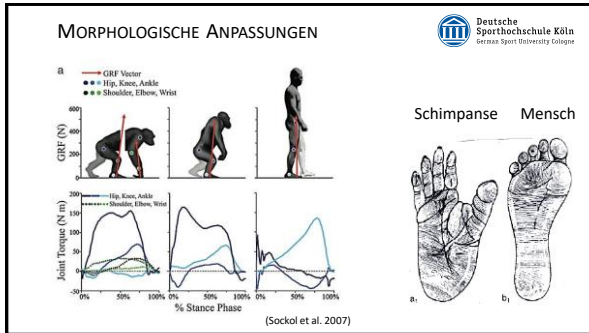 MORPHOLOGISCHE ANPASSUNGEN
Deutsche
Sporthochschule Köln
German Sport University Cologne
a
GRF Vector
Hip, Knee, Ankle
Shoulder, Elbow, Wrist
GRF (N)
600
400
200
0
Joint Torque (N m)
200
150
100
50
0
-50
Hip, Knee, Ankle
Shoulder, Elbow, Wrist
0% 50% 100%
0% 50% 100%
0% 50% 100%
% Stance Phase
(Sockol et al. 2007)
Schimpanse Mensch
a₁ b₁